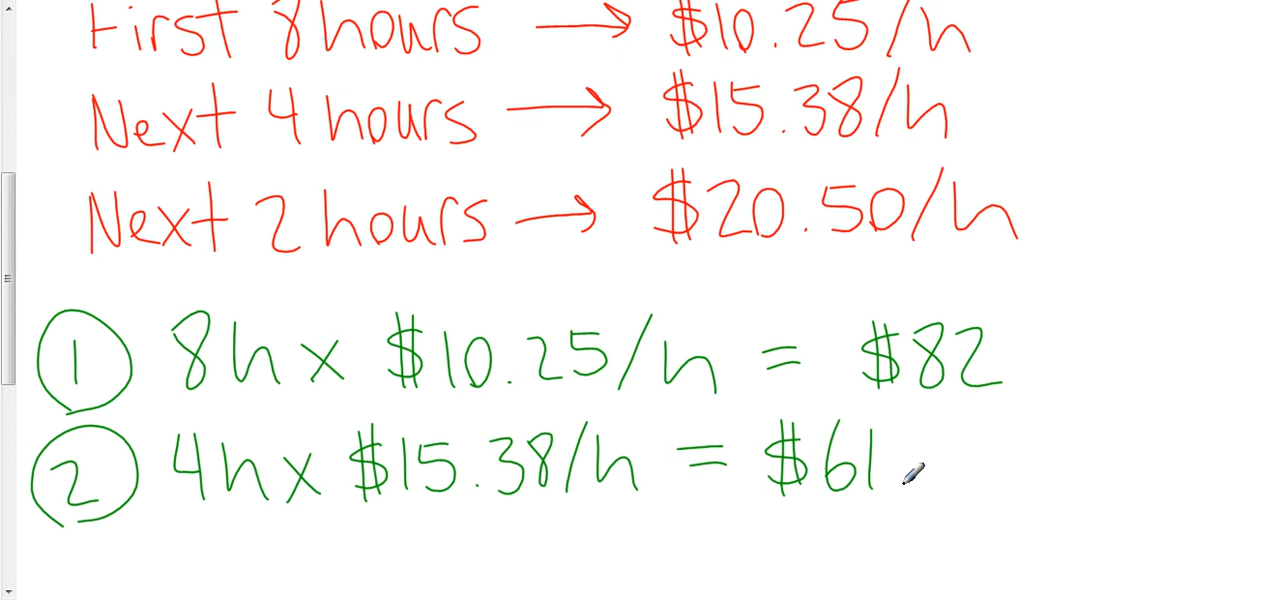 First 8 hours → $10.25/h
Next 4 hours → $15.38/h
Next 2 hours → $20.50/h
1 8h x $10.25/h = $82
2 4h x $15.38/h = $61